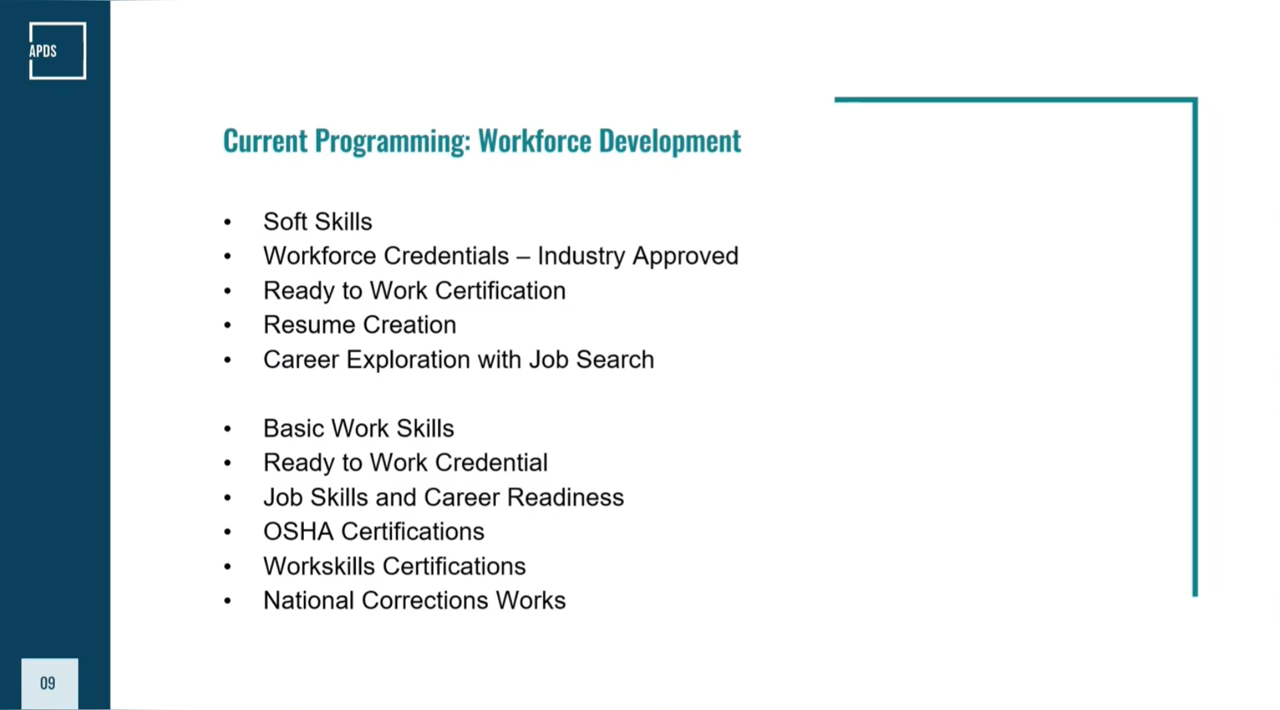 APDS
Current Programming: Workforce Development
• Soft Skills
• Workforce Credentials – Industry Approved
• Ready to Work Certification
• Resume Creation
• Career Exploration with Job Search
• Basic Work Skills
• Ready to Work Credential
• Job Skills and Career Readiness
• OSHA Certifications
• Workskills Certifications
• National Corrections Works
09